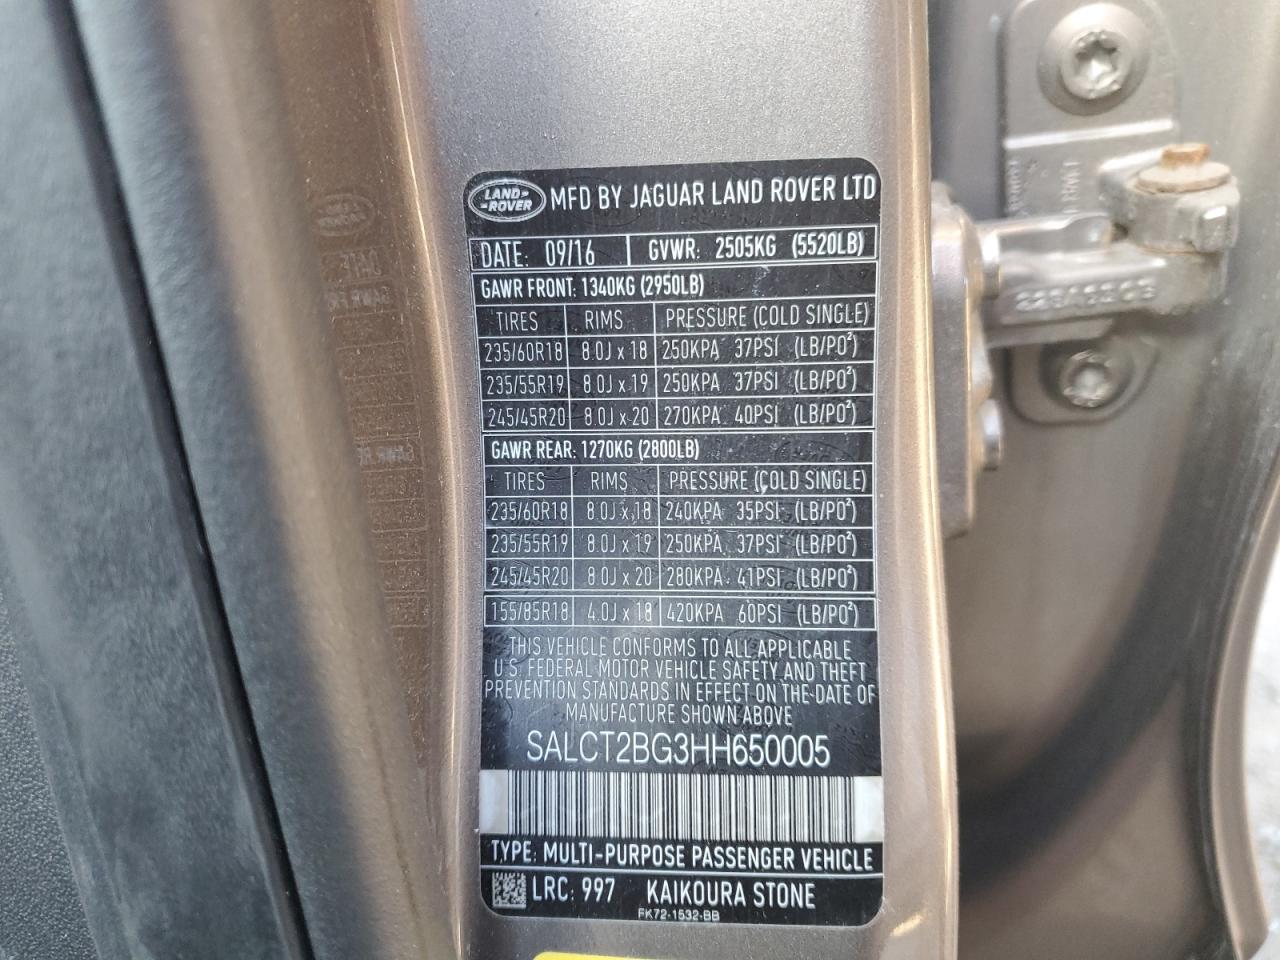 LAND-
-ROVER
MFD BY JAGUAR LAND ROVER LTD
DATE: 09/16 GVWR: 2505KG (5520LB)
GAWR FRONT: 1340KG (2950LB)
TIRES RIMS PRESSURE (COLD SINGLE)
235/60R18 8.0J x 18 250KPA 37PSI (LB/PO²)
235/55R19 8.0J x 19 250KPA 37PSI (LB/PO²)
245/45R20 8.0J x 20 270KPA 40PSI (LB/PO²)
GAWR REAR: 1270KG (2800LB)
TIRES RIMS PRESSURE (COLD SINGLE)
235/60R18 8.0J x 18 240KPA 35PSI (LB/PO²)
235/55R19 8.0J x 19 250KPA 37PSI (LB/PO²)
245/45R20 8.0J x 20 280KPA 41PSI (LB/PO²)
155/85R18 4.0J x 18 420KPA 60PSI (LB/PO²)
THIS VEHICLE CONFORMS TO ALL APPLICABLE
U.S. FEDERAL MOTOR VEHICLE SAFETY AND THEFT
PREVENTION STANDARDS IN EFFECT ON THE DATE OF
MANUFACTURE SHOWN ABOVE
SALCT2BG3HH650005
TYPE: MULTI-PURPOSE PASSENGER VEHICLE
LRC: 997 KAIKOURA STONE
FK72-1532-BB